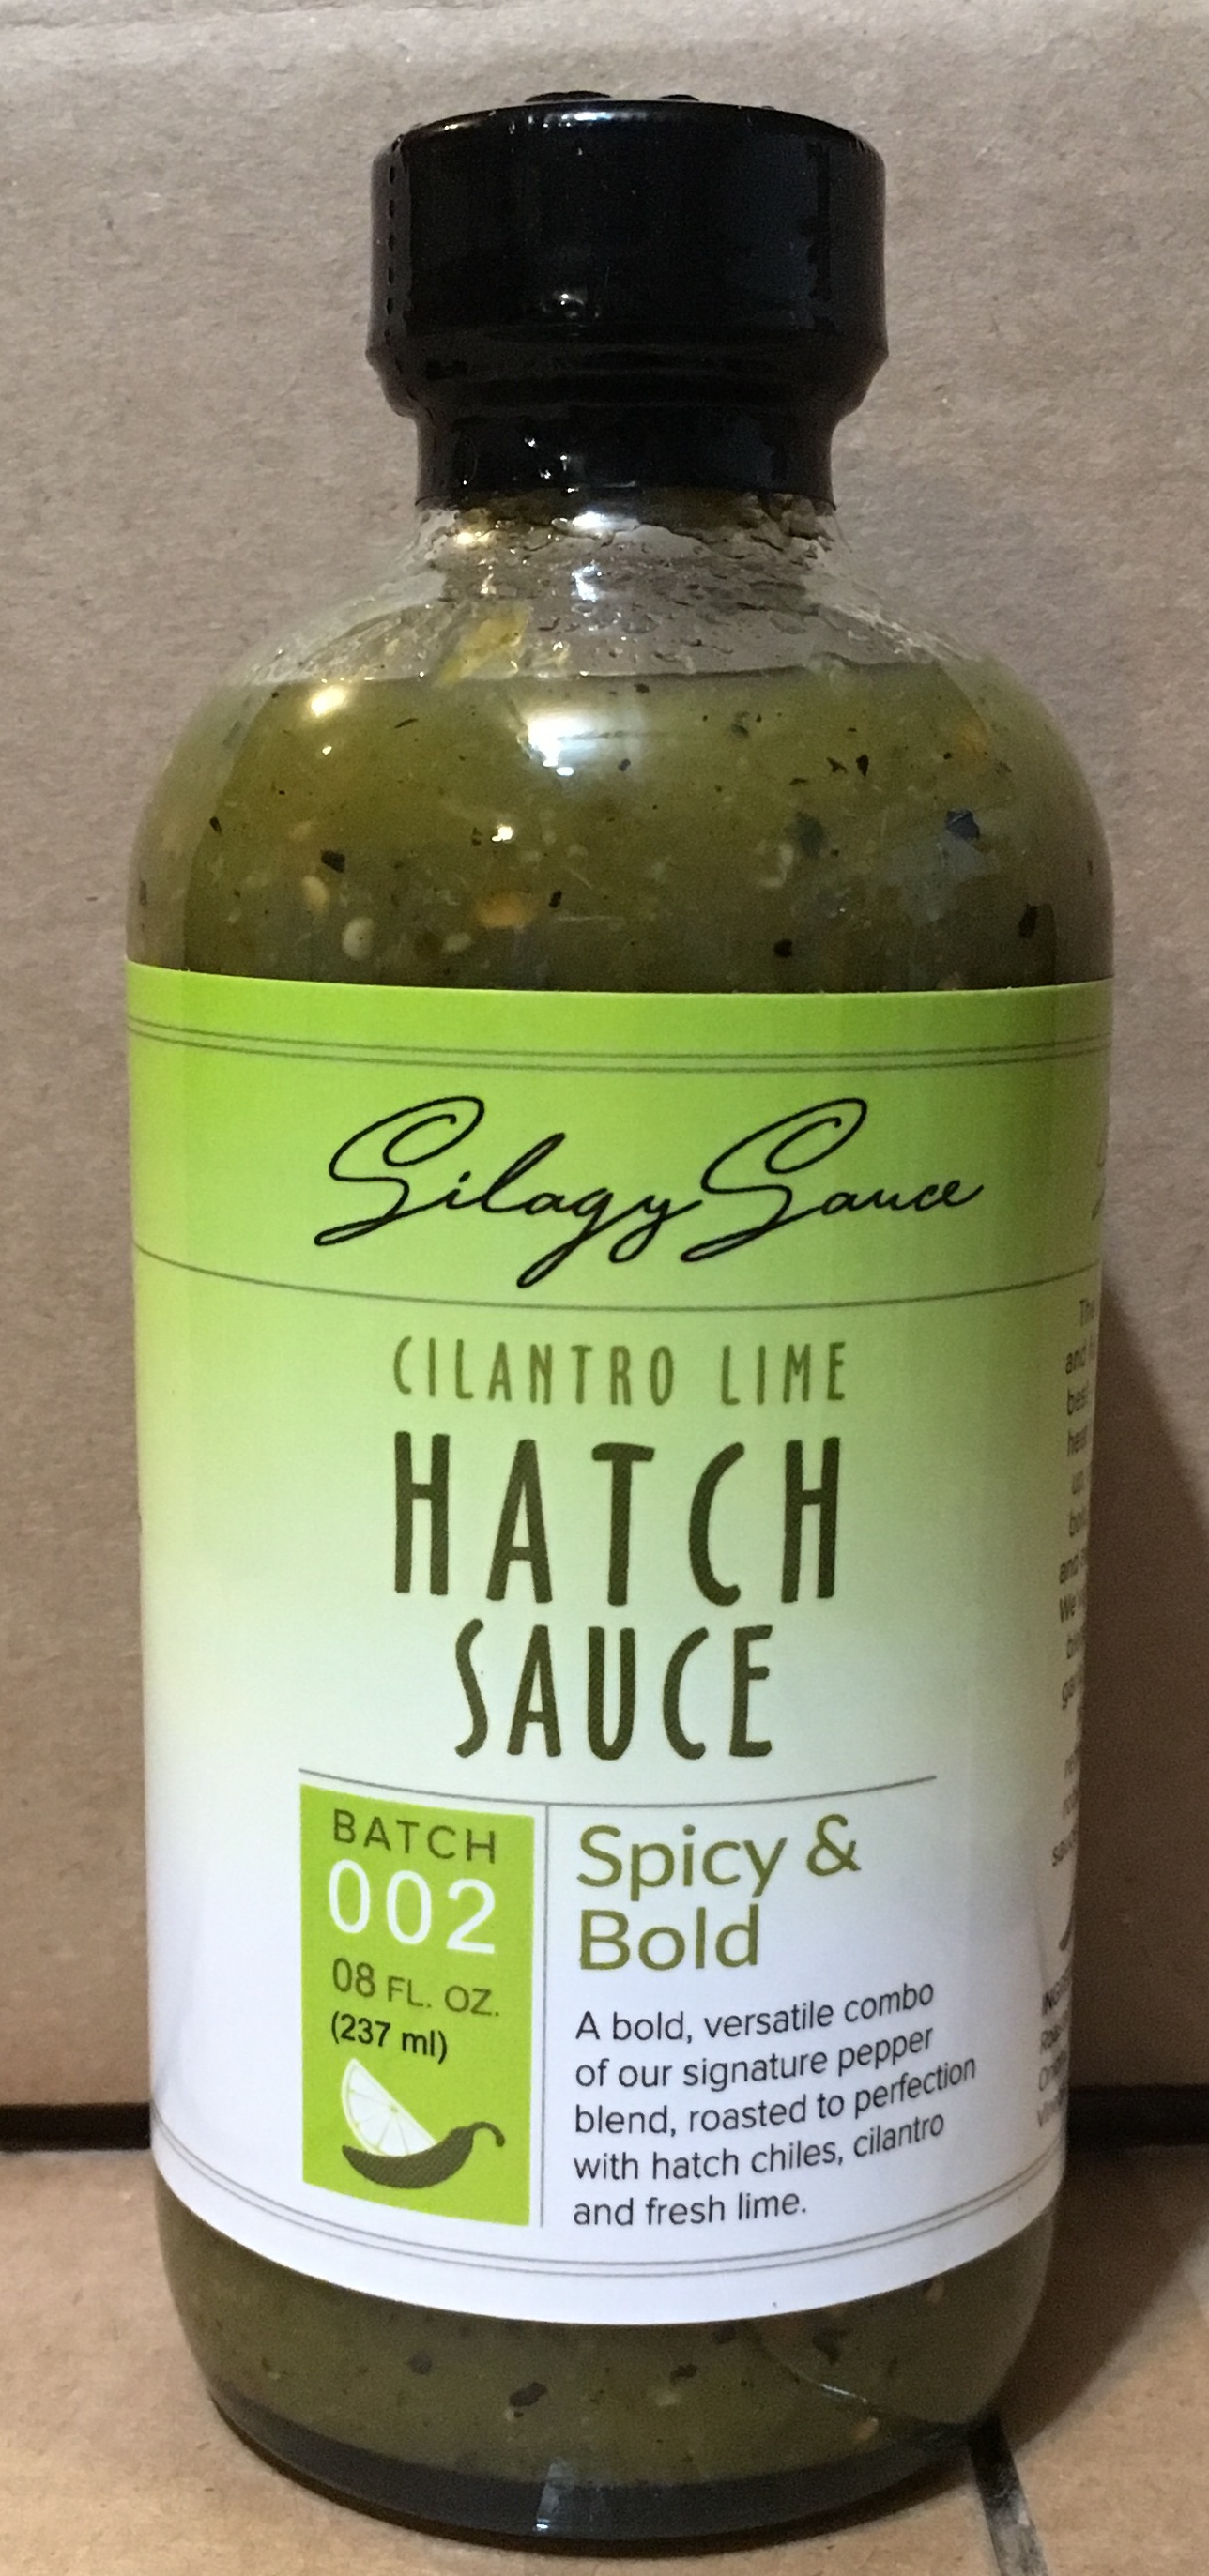 Silagy Sauce
CILANTRO LIME
HATCH
SAUCE
BATCH
002
08 FL. OZ.
(237 ml)
Spicy &
Bold
A bold, versatile combo
of our signature pepper
blend, roasted to perfection
with hatch chiles, cilantro
and fresh lime.